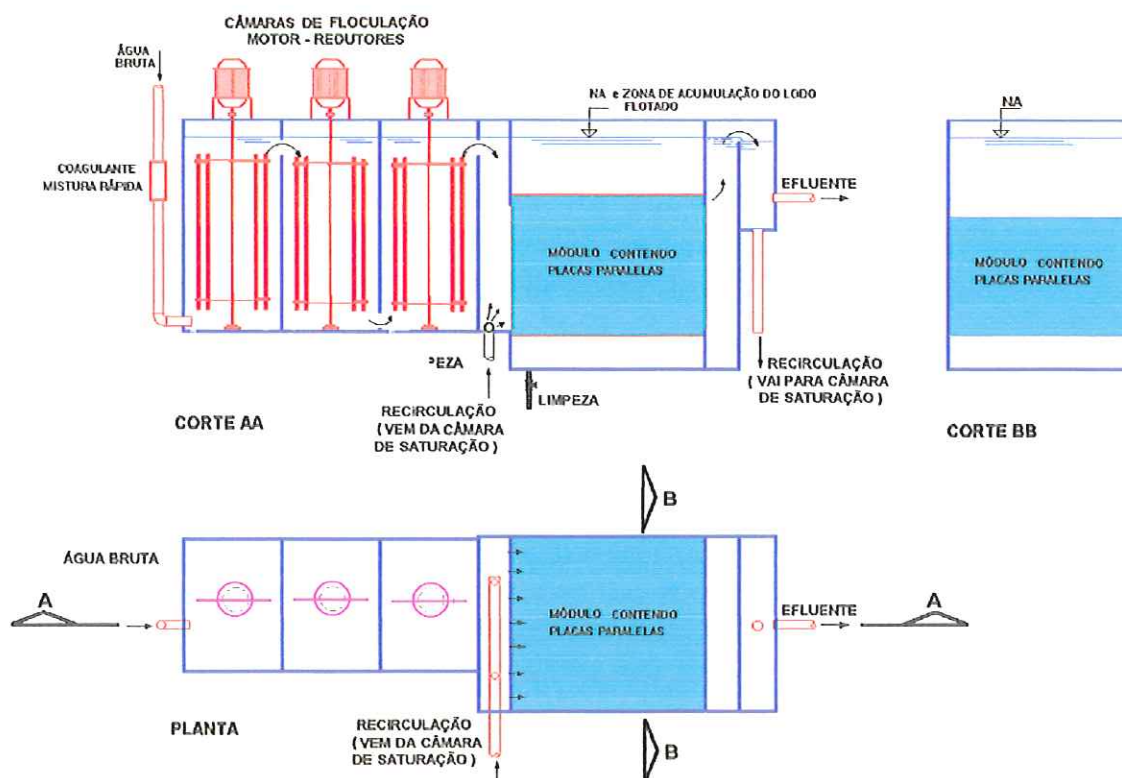 CÂMARAS DE FLOCULAÇÃO
MOTOR - REDUTORES
ÁGUA
BRUTA
COAGULANTE
MISTURA RÁPIDA
NA e ZONA DE ACUMULAÇÃO DO LODO
FLOTADO
NA
EFLUENTE
MÓDULO CONTENDO
PLACAS PARALELAS
MÓDULO CONTENDO
PLACAS PARALELAS
PEZA
LIMPEZA
RECIRCULAÇÃO
( VAI PARA CÂMARA
DE SATURAÇÃO )
RECIRCULAÇÃO
( VEM DA CÂMARA
DE SATURAÇÃO )
CORTE AA
CORTE BB
B
ÁGUA BRUTA
A
MÓDULO CONTENDO
PLACAS PARALELAS
EFLUENTE
A
PLANTA
RECIRCULAÇÃO
( VEM DA CÂMARA
DE SATURAÇÃO )
B